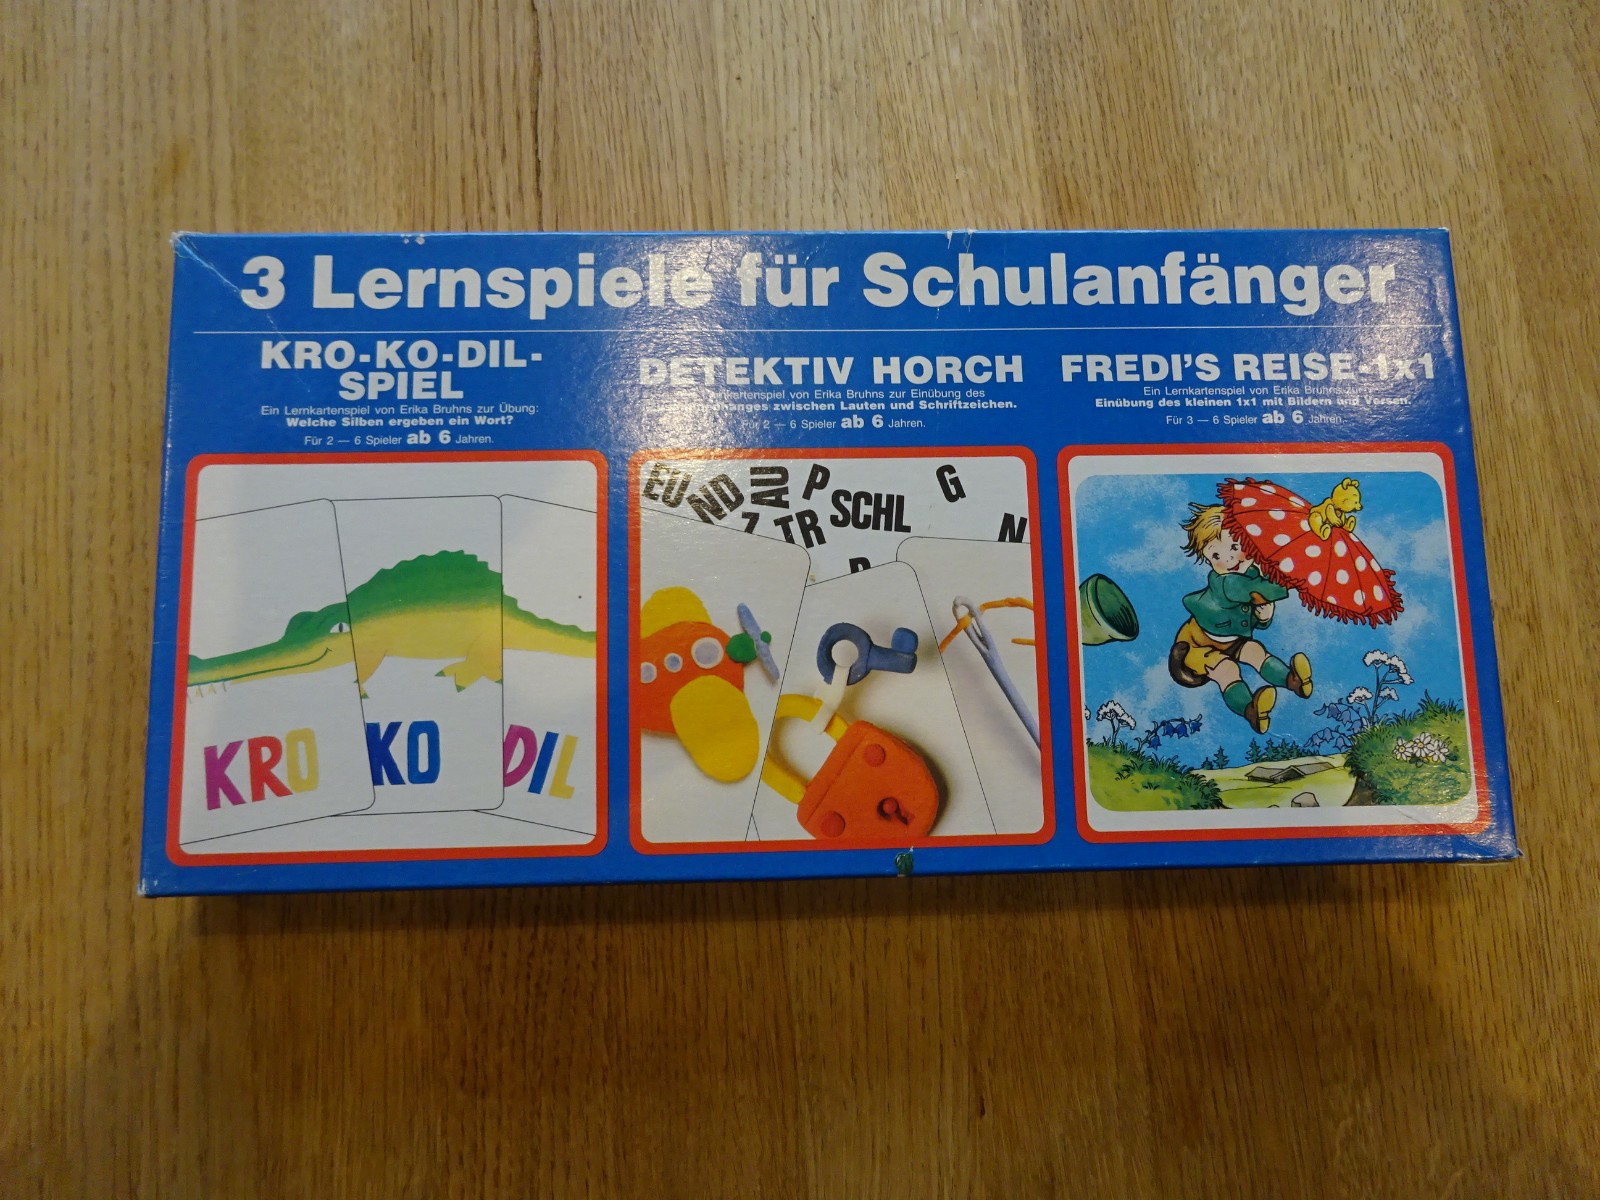 3 Lernspiele für Schulanfänger
KRO-KO-DIL-
SPIEL
Ein Lernkartenspiel von Erika Bruhns zur Übung:
Welche Silben ergeben ein Wort?
Für 2 — 6 Spieler ab 6 Jahren.
DETEKTIV HORCH
von Erika Bruhns zur Einübung des
zwischen Lauten und Schriftzeichen.
Für 2 — 6 Spieler ab 6 Jahren.
FREDI'S REISE-1x1
Ein Lernkartenspiel von Erika Bruhns zur
Einübung des kleinen 1x1 mit Bildern und Versen.
Für 3 — 6 Spieler ab 6 Jahren.
KRO KO DIL
EU ND AU P SCHL G
Z TR N